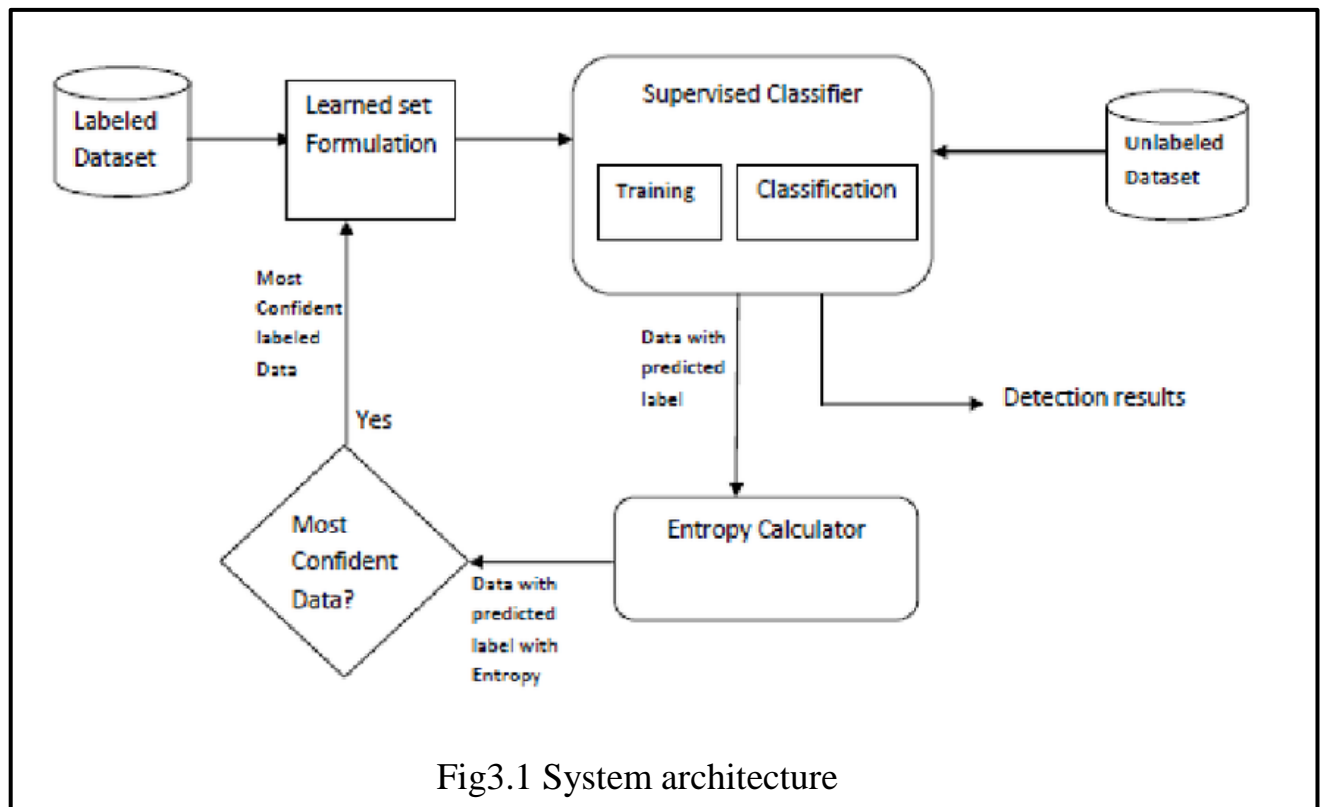 Labeled
Dataset
Learned set
Formulation
Supervised Classifier
Training
Classification
Unlabeled
Dataset
Most
Confident
labeled
Data
Yes
Data with
predicted
label
Detection results
Most
Confident
Data?
Data with
predicted
label with
Entropy
Entropy Calculator
Fig3.1 System architecture